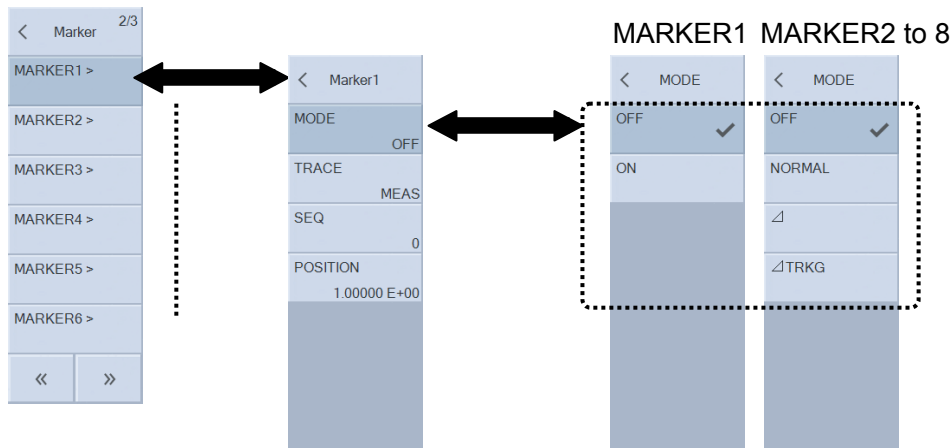 Marker 2/3
MARKER1 >
MARKER2 >
MARKER3 >
MARKER4 >
MARKER5 >
MARKER6 >
«
»
Marker1
MODE
OFF
TRACE
MEAS
SEQ
0
POSITION
1.00000 E+00
MARKER1
MODE
OFF
ON
MARKER2 to 8
MODE
OFF
NORMAL
⊿
⊿TRKG